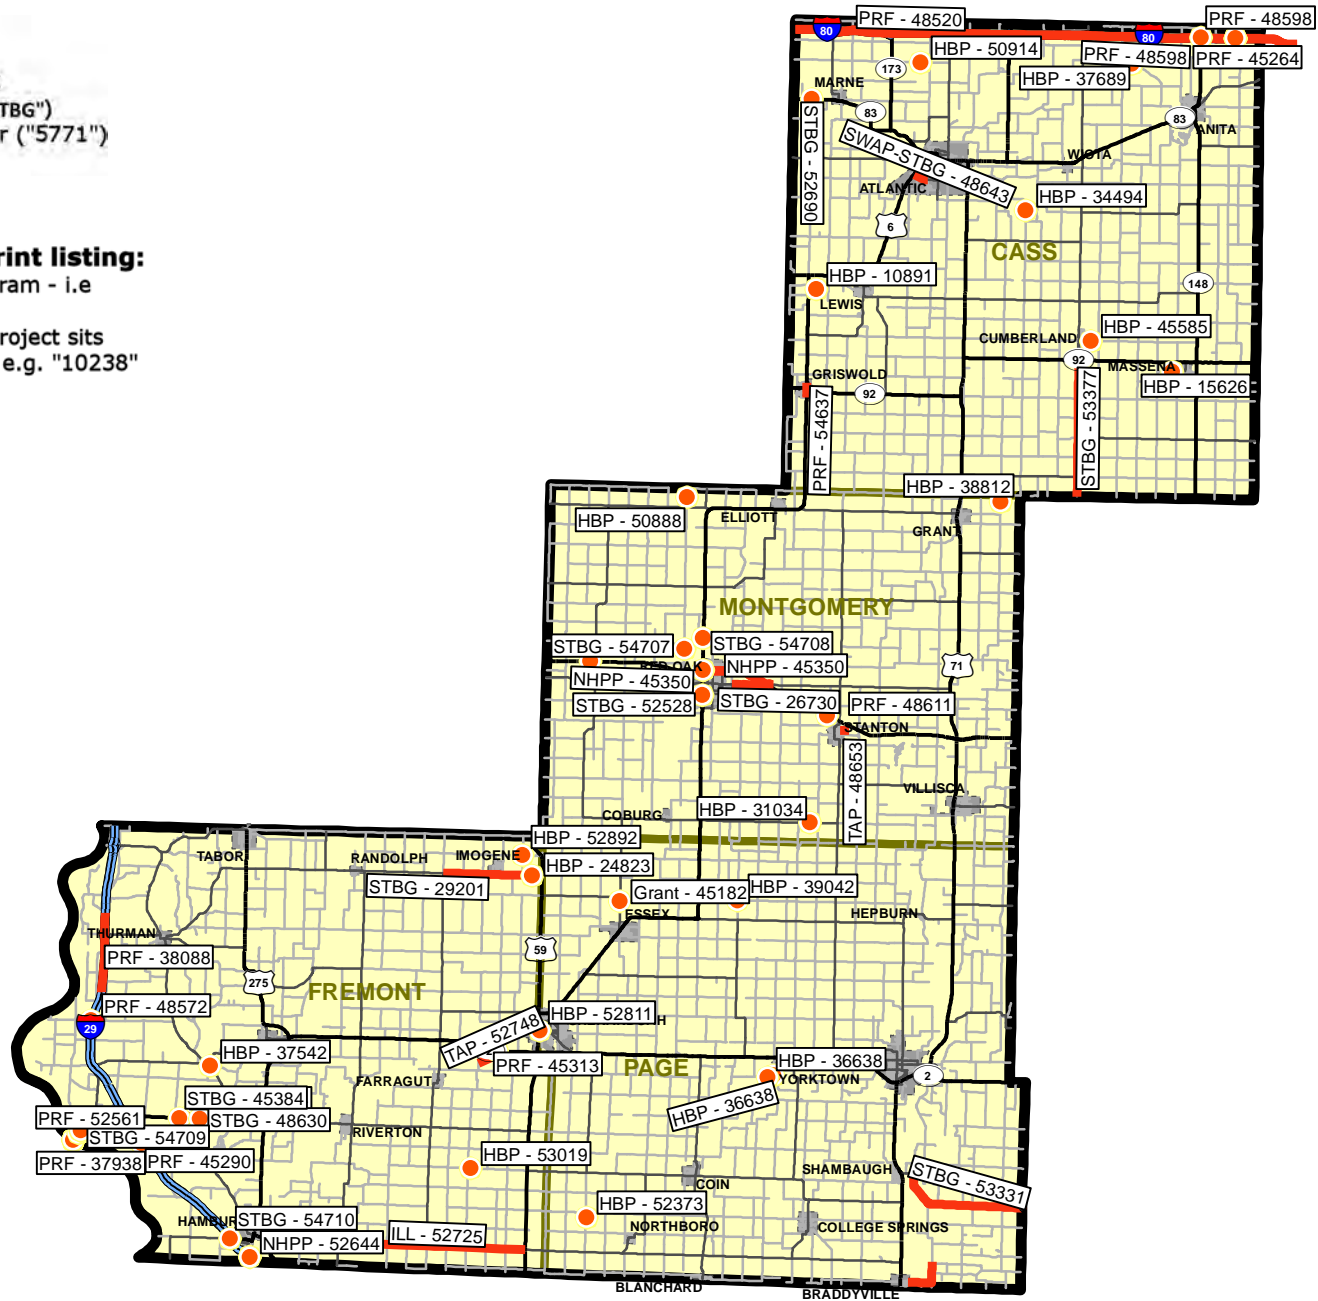 TBG")
r ("5771")
rint listing:
ram - i.e
roject sits
e.g. "10238"
PRF - 48520
PRF - 48598
80
80
HBP - 50914
PRF - 48598
PRF - 45264
173
HBP - 37689
MARNE
83
83
ANITA
STBG - 52690
SWAP-STBG - 48643
WIOTA
ATLANTIC
HBP - 34494
6
CASS
HBP - 10891
148
LEWIS
HBP - 45585
CUMBERLAND
92
MASSENA
GRISWOLD
HBP - 15626
92
PRF - 54637
STBG - 53377
HBP - 38812
HBP - 50888
ELLIOTT
GRANT
MONTGOMERY
STBG - 54707
STBG - 54708
RED OAK
NHPP - 45350
71
NHPP - 45350
STBG - 52528
STBG - 26730
PRF - 48611
STANTON
TAP - 48653
VILLISCA
HBP - 31034
COBURG
HBP - 52892
TABOR
RANDOLPH
IMOGENE
HBP - 24823
STBG - 29201
Grant - 45182
HBP - 39042
ESSEX
HEPBURN
THURMAN
PRF - 38088
59
275
FREMONT
PRF - 48572
HBP - 52811
29
TAP - 52748
H
HBP - 37542
PRF - 45313
PAGE
HBP - 36638
2
FARRAGUT
YORKTOWN
STBG - 45384
HBP - 36638
PRF - 52561
STBG - 48630
STBG - 54709
RIVERTON
PRF - 37938
PRF - 45290
HBP - 53019
SHAMBAUGH
STBG - 53331
COIN
HBP - 52373
HAMBUR
STBG - 54710
NORTHBORO
COLLEGE SPRINGS
ILL - 52725
NHPP - 52644
BLANCHARD
BRADDYVILLE